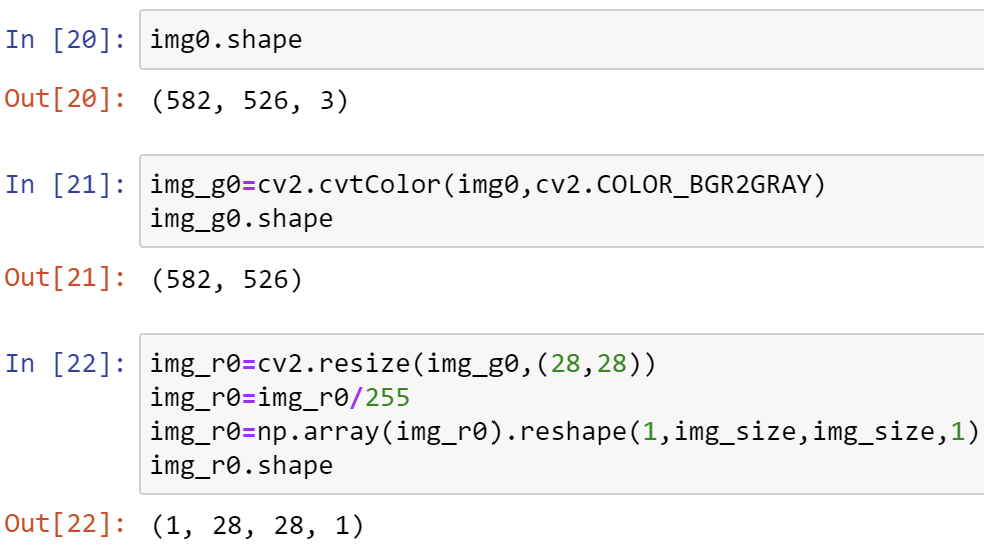 In [20]: img0.shape
Out[20]: (582, 526, 3)
In [21]: img_g0=cv2.cvtColor(img0,cv2.COLOR_BGR2GRAY)
img_g0.shape
Out[21]: (582, 526)
In [22]: img_r0=cv2.resize(img_g0,(28,28))
img_r0=img_r0/255
img_r0=np.array(img_r0).reshape(1,img_size,img_size,1)
img_r0.shape
Out[22]: (1, 28, 28, 1)